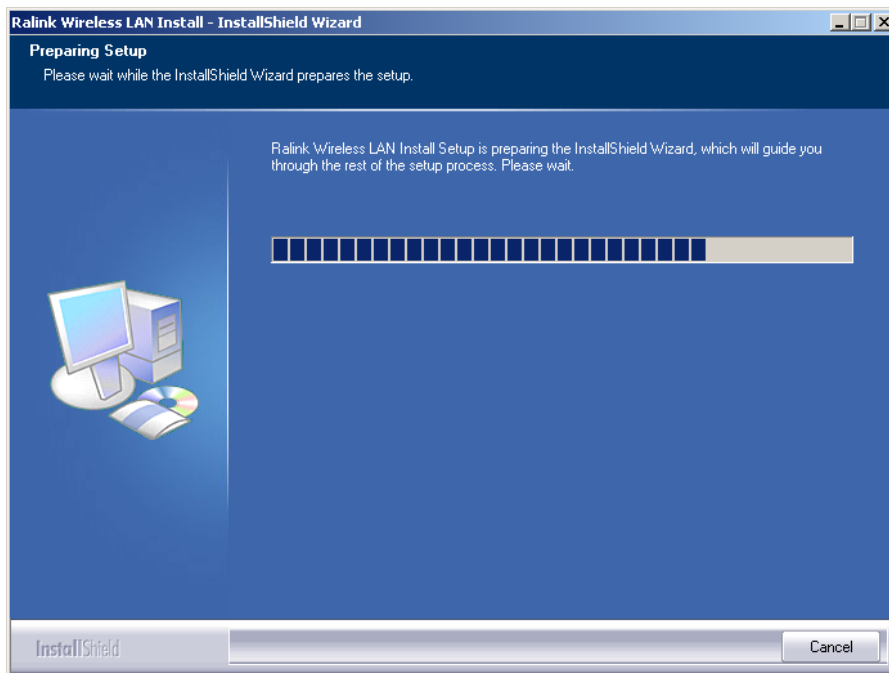 Ralink Wireless LAN Install - InstallShield Wizard
Preparing Setup
Please wait while the InstallShield Wizard prepares the setup.
Ralink Wireless LAN Install Setup is preparing the InstallShield Wizard, which will guide you
through the rest of the setup process. Please wait.
InstallShield
Cancel